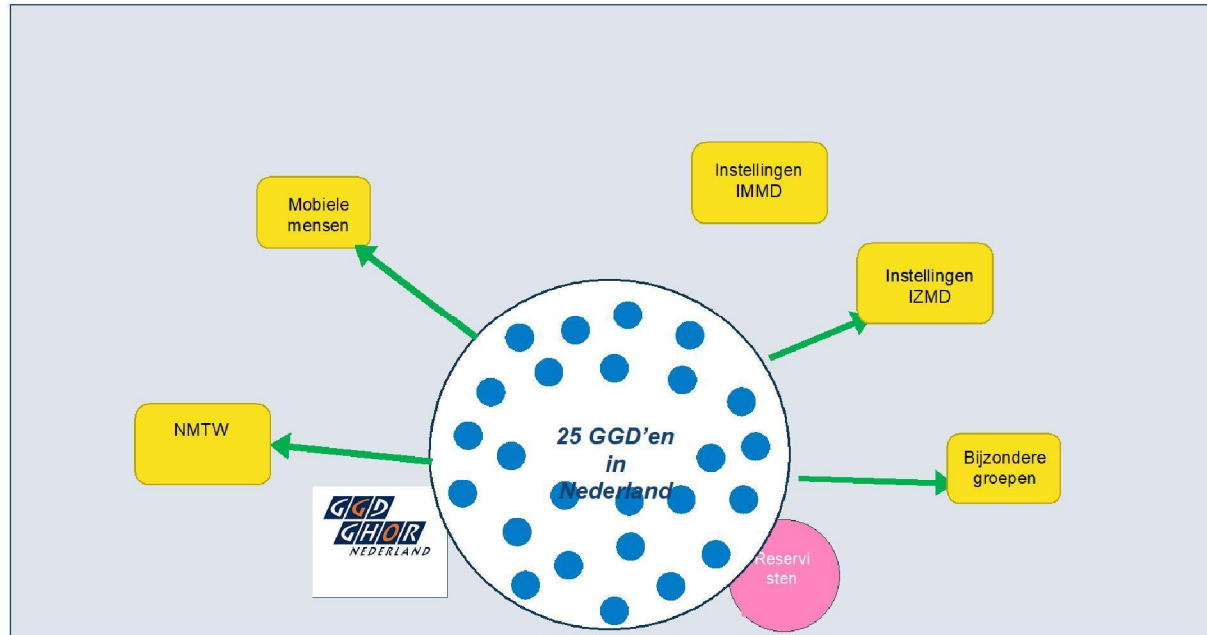 Instellingen
IMMD
Mobiele
mensen
Instellingen
IZMD
NMTW
25 GGD'en
in
Nederland
Bijzondere
groepen
GGD
GHOR
NEDERLAND
Reservi
sten